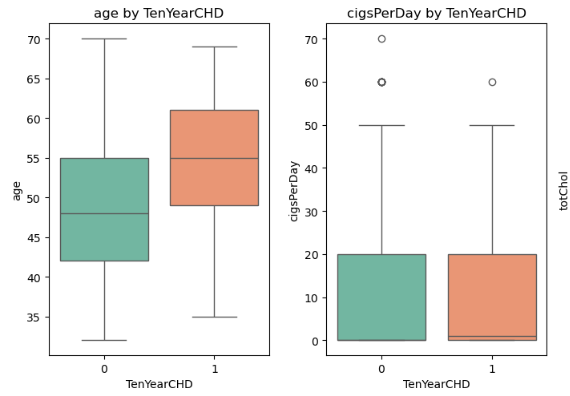 age by TenYearCHD
70
65
60
55
50
45
40
35
age
0
1
TenYearCHD
cigsPerDay by TenYearCHD
70
60
50
40
30
20
10
0
cigsPerDay
0
1
TenYearCHD
totChol